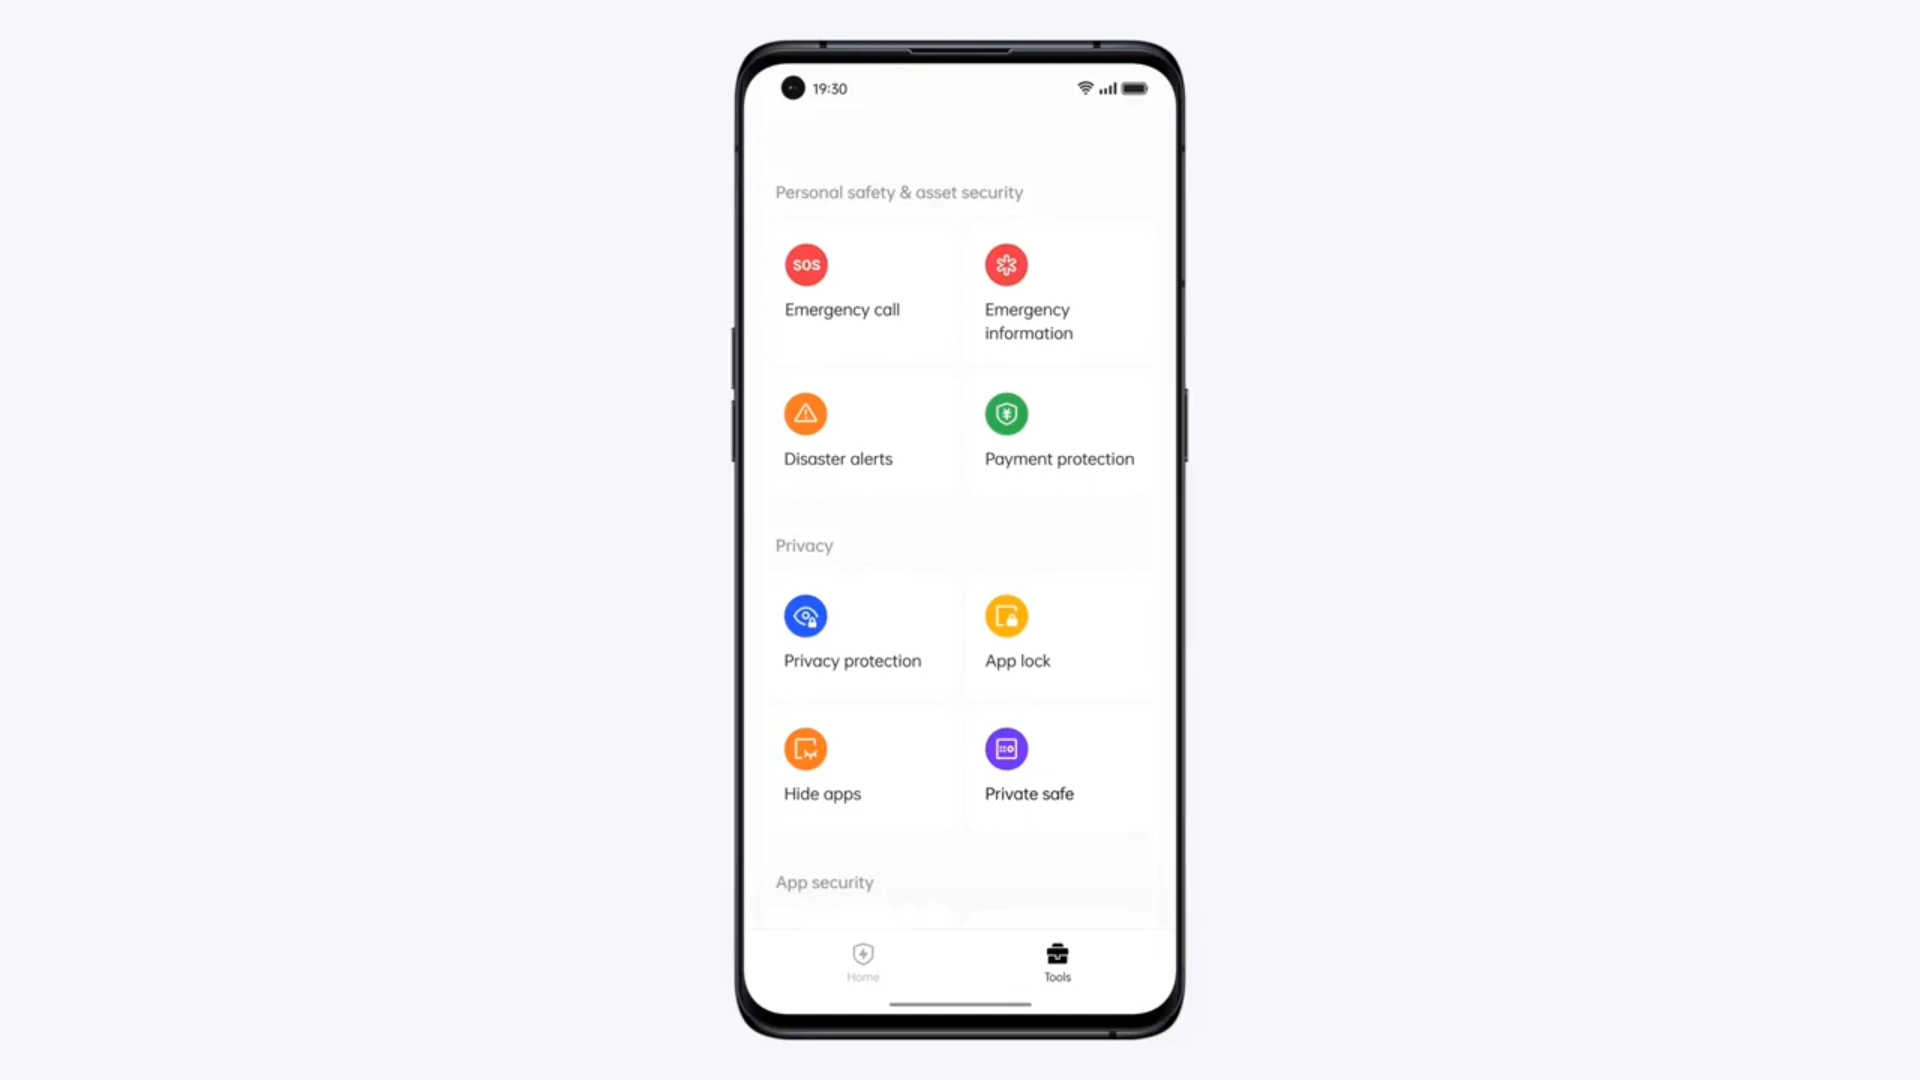 19:30
Personal safety & asset security
SOS
Emergency call
Emergency
information
Disaster alerts
Payment protection
Privacy
Privacy protection
App lock
Hide apps
Private safe
App security
Home
Tools